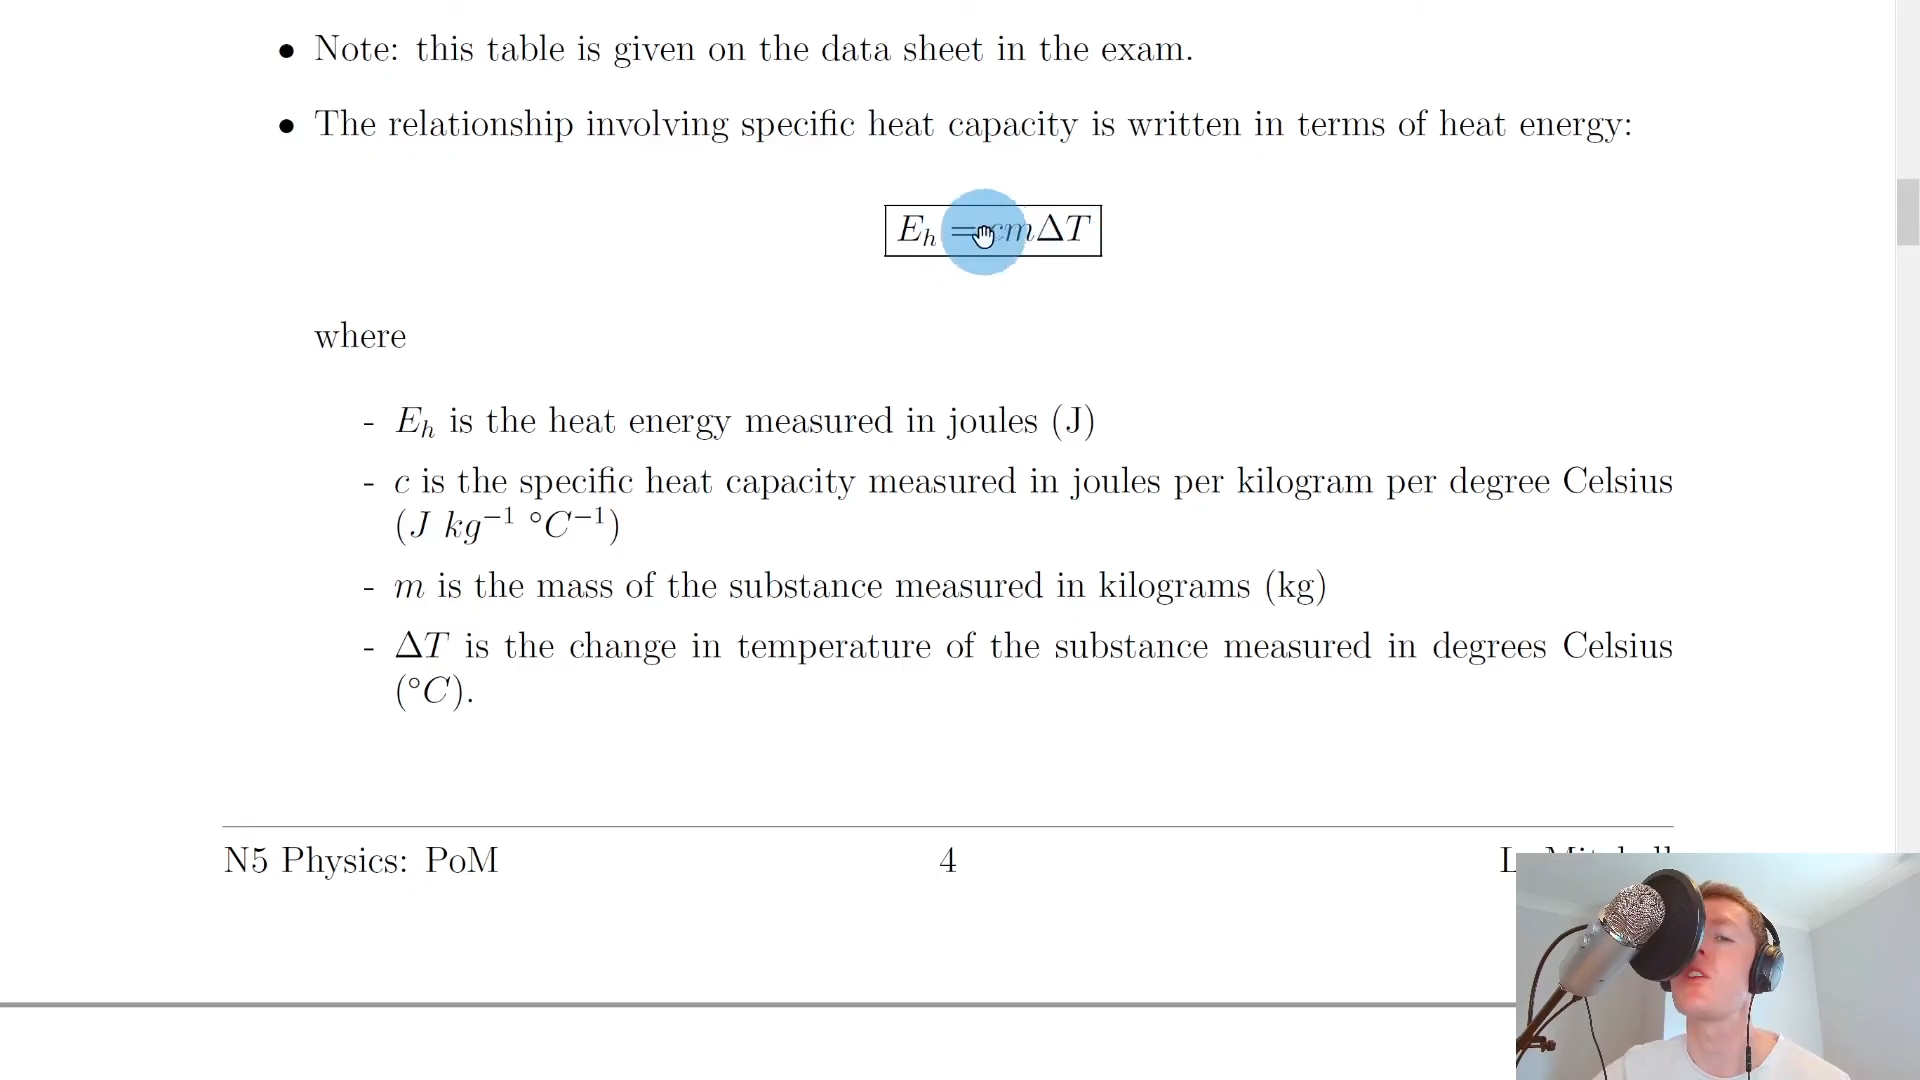 • Note: this table is given on the data sheet in the exam.
• The relationship involving specific heat capacity is written in terms of heat energy:
E_h = cmΔT
where
- E_h is the heat energy measured in joules (J)
- c is the specific heat capacity measured in joules per kilogram per degree Celsius
(J kg⁻¹ °C⁻¹)
- m is the mass of the substance measured in kilograms (kg)
- ΔT is the change in temperature of the substance measured in degrees Celsius
(°C).
N5 Physics: PoM 4